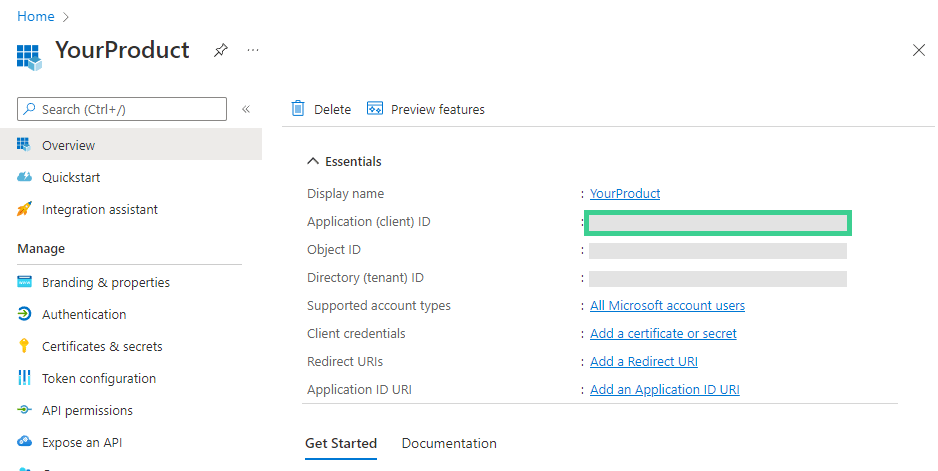 Home
YourProduct
Search (Ctrl+/)
Overview
Quickstart
Integration assistant
Manage
Branding & properties
Authentication
Certificates & secrets
Token configuration
API permissions
Expose an API
Delete Preview features
Essentials
Display name : YourProduct
Application (client) ID :
Object ID :
Directory (tenant) ID :
Supported account types : All Microsoft account users
Client credentials : Add a certificate or secret
Redirect URIs : Add a Redirect URI
Application ID URI : Add an Application ID URI
Get Started Documentation